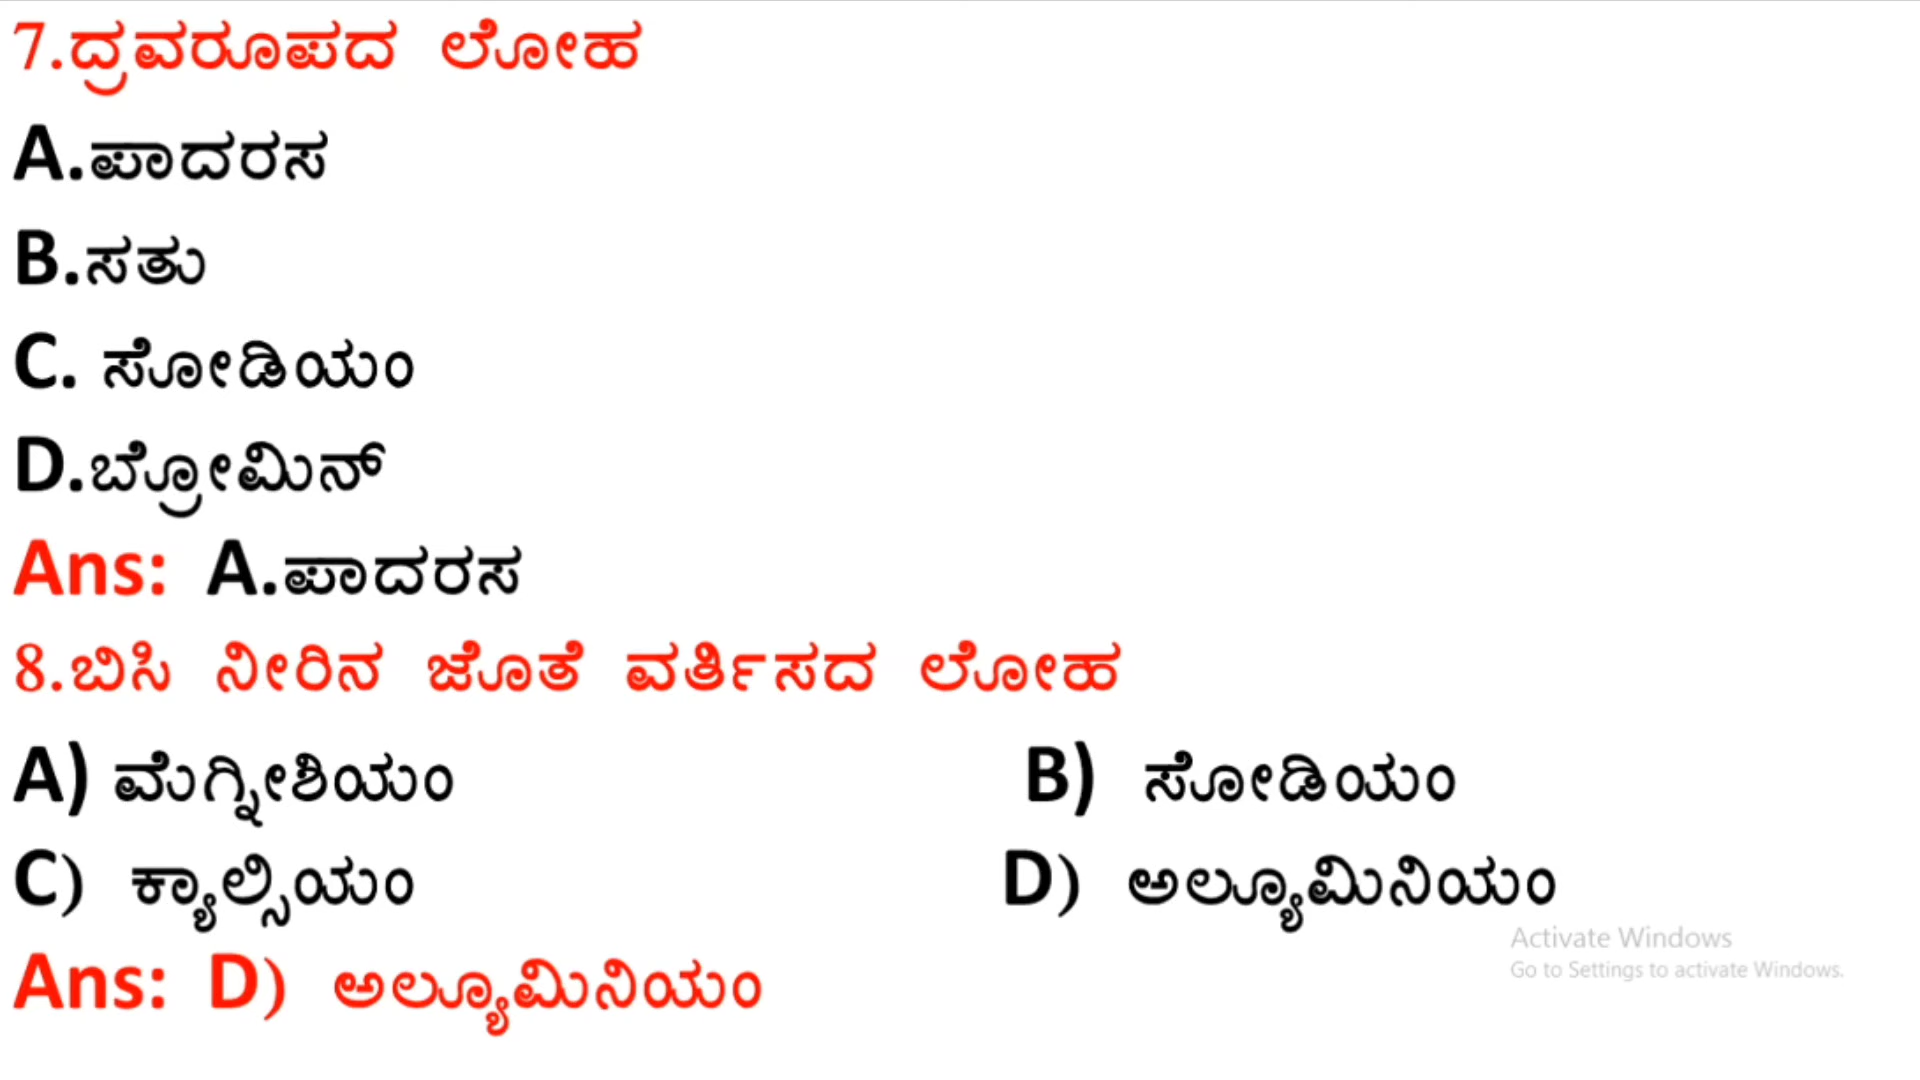 7.ದ್ರವರೂಪದ ಲೋಹ
A.ಪಾದರಸ
B.ಸತು
C. ಸೋಡಿಯಂ
D.ಬ್ರೋಮಿನ್
Ans: A.ಪಾದರಸ
8.ಬಿಸಿ ನೀರಿನ ಜೊತೆ ವರ್ತಿಸದ ಲೋಹ
A) ಮೆಗ್ನೀಶಿಯಂ B) ಸೋಡಿಯಂ
C) ಕ್ಯಾಲ್ಸಿಯಂ D) ಅಲ್ಯೂಮಿನಿಯಂ
Activate Windows
Go to Settings to activate Windows.
Ans: D) ಅಲ್ಯೂಮಿನಿಯಂ